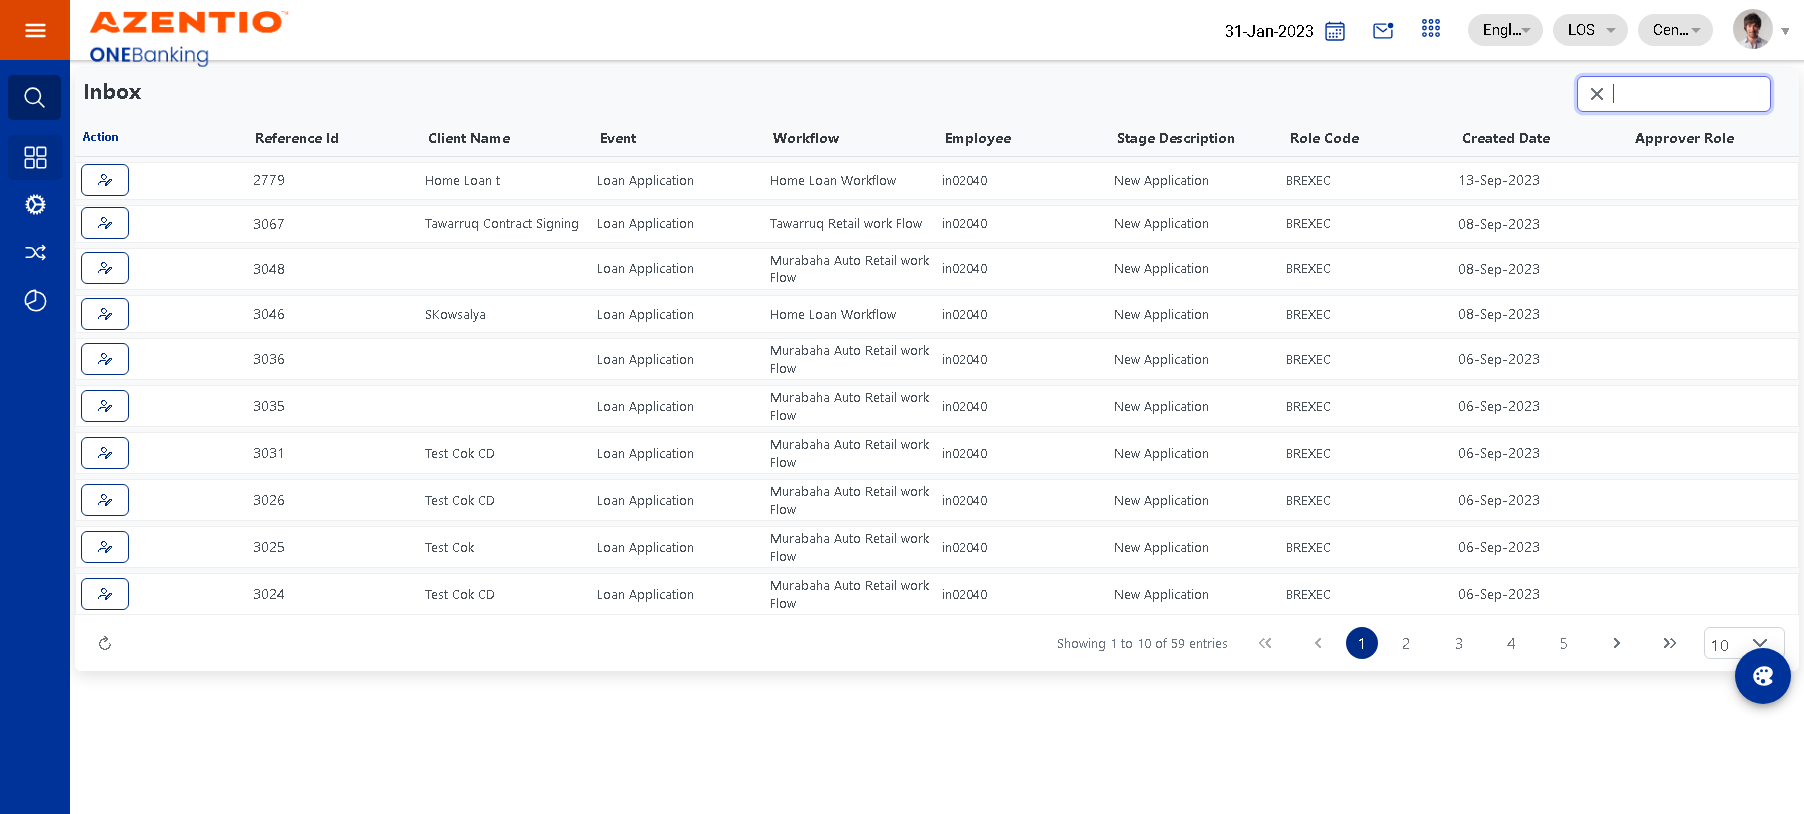 AZENTIO™
ONEBanking
31-Jan-2023 Engl... LOS Cen...
Inbox
Action Reference Id Client Name Event Workflow Employee Stage Description Role Code Created Date Approver Role
2779 Home Loan t Loan Application Home Loan Workflow in02040 New Application BREXEC 13-Sep-2023
3067 Tawarruq Contract Signing Loan Application Tawarruq Retail work Flow in02040 New Application BREXEC 08-Sep-2023
3048 Loan Application Murabaha Auto Retail work Flow in02040 New Application BREXEC 08-Sep-2023
3046 SKowsalya Loan Application Home Loan Workflow in02040 New Application BREXEC 08-Sep-2023
3036 Loan Application Murabaha Auto Retail work Flow in02040 New Application BREXEC 06-Sep-2023
3035 Loan Application Murabaha Auto Retail work Flow in02040 New Application BREXEC 06-Sep-2023
3031 Test Cok CD Loan Application Murabaha Auto Retail work Flow in02040 New Application BREXEC 06-Sep-2023
3026 Test Cok CD Loan Application Murabaha Auto Retail work Flow in02040 New Application BREXEC 06-Sep-2023
3025 Test Cok Loan Application Murabaha Auto Retail work Flow in02040 New Application BREXEC 06-Sep-2023
3024 Test Cok CD Loan Application Murabaha Auto Retail work Flow in02040 New Application BREXEC 06-Sep-2023
Showing 1 to 10 of 59 entries 1 2 3 4 5 10